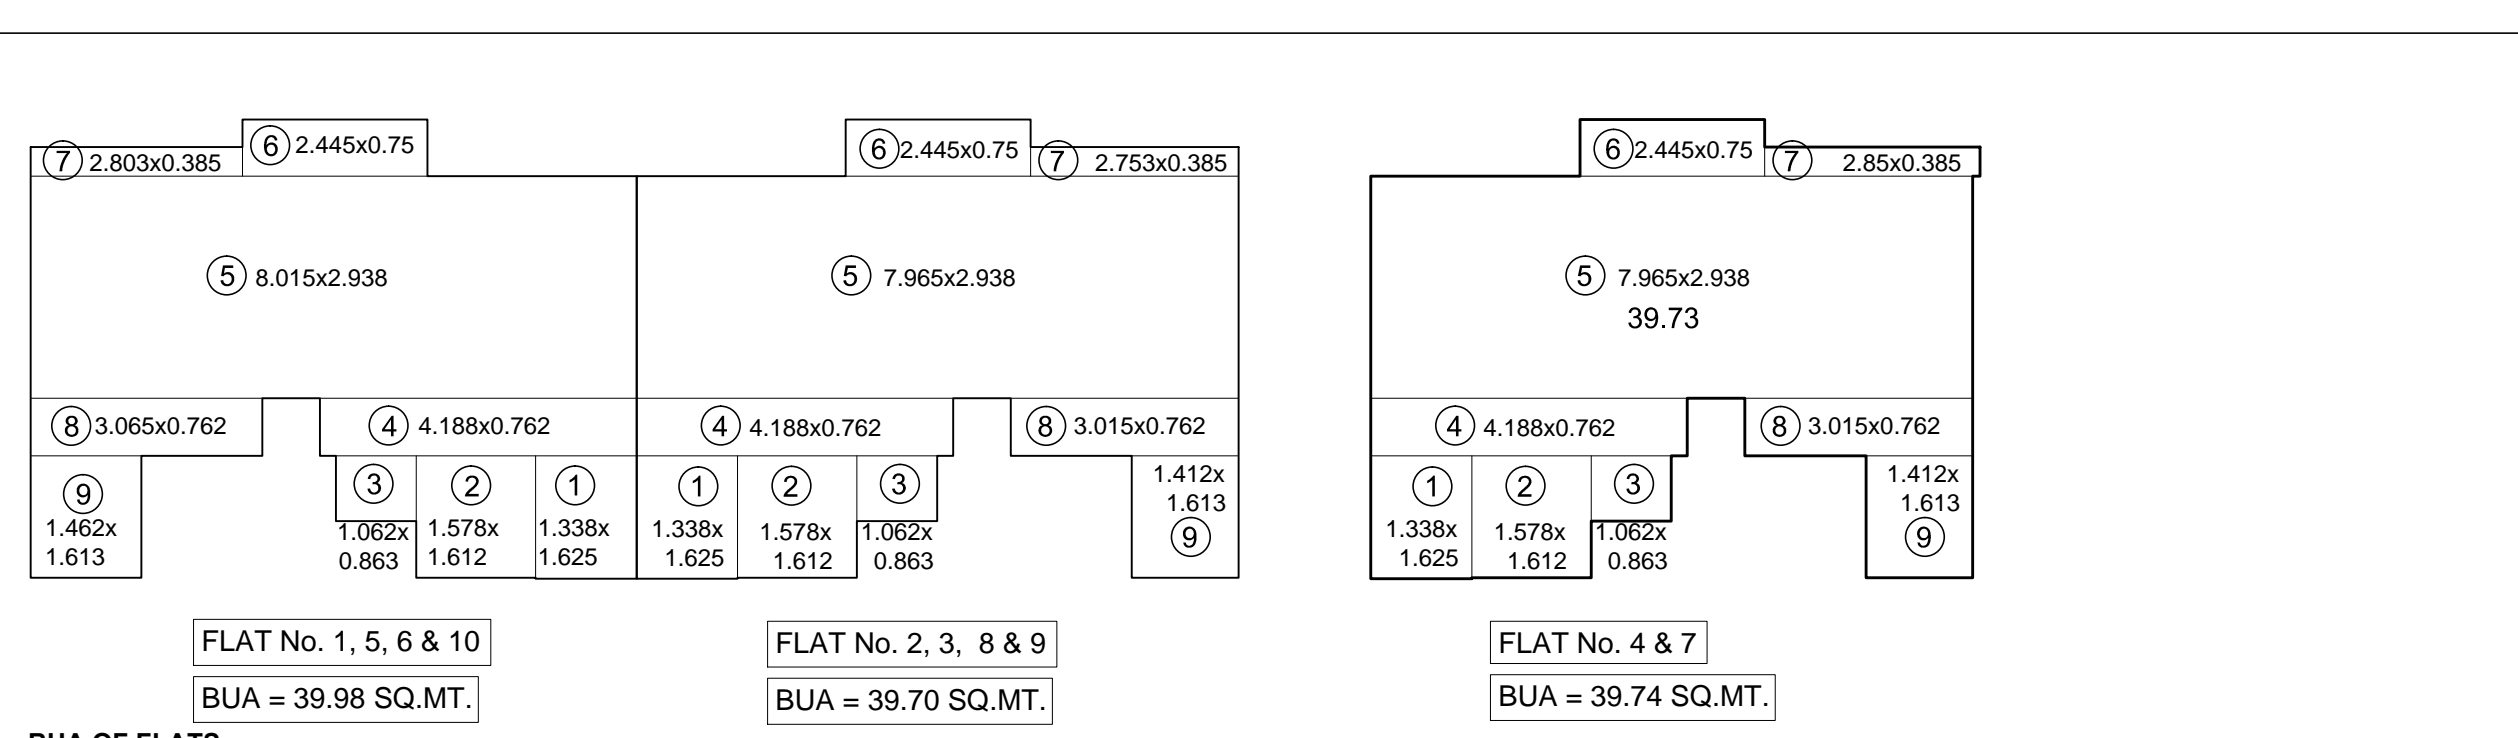 7 2.803x0.385
6 2.445x0.75
5 8.015x2.938
8 3.065x0.762
4 4.188x0.762
9
1.462x
1.613
3
1.062x
0.863
2
1.578x
1.612
1
1.338x
1.625
FLAT No. 1, 5, 6 & 10
BUA = 39.98 SQ.MT.
6 2.445x0.75
7 2.753x0.385
5 7.965x2.938
4 4.188x0.762
8 3.015x0.762
1
1.338x
1.625
2
1.578x
1.612
3
1.062x
0.863
1.412x
1.613
9
FLAT No. 2, 3, 8 & 9
BUA = 39.70 SQ.MT.
6 2.445x0.75
7 2.85x0.385
5 7.965x2.938
39.73
4 4.188x0.762
8 3.015x0.762
1
1.338x
1.625
2
1.578x
1.612
3
1.062x
0.863
1.412x
1.613
9
FLAT No. 4 & 7
BUA = 39.74 SQ.MT.
BUA OF FLATS